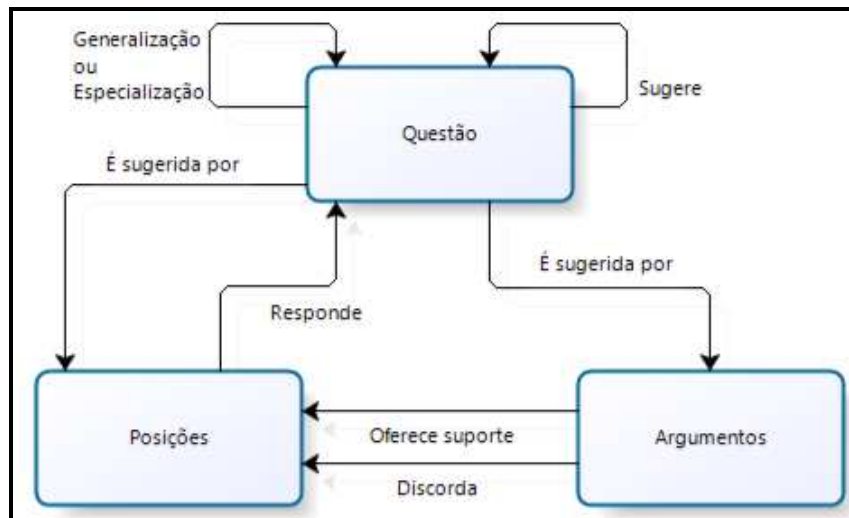 Generalização
ou
Especialização
Sugere
Questão
É sugerida por
É sugerida por
Responde
Posições
Oferece suporte
Argumentos
Discorda